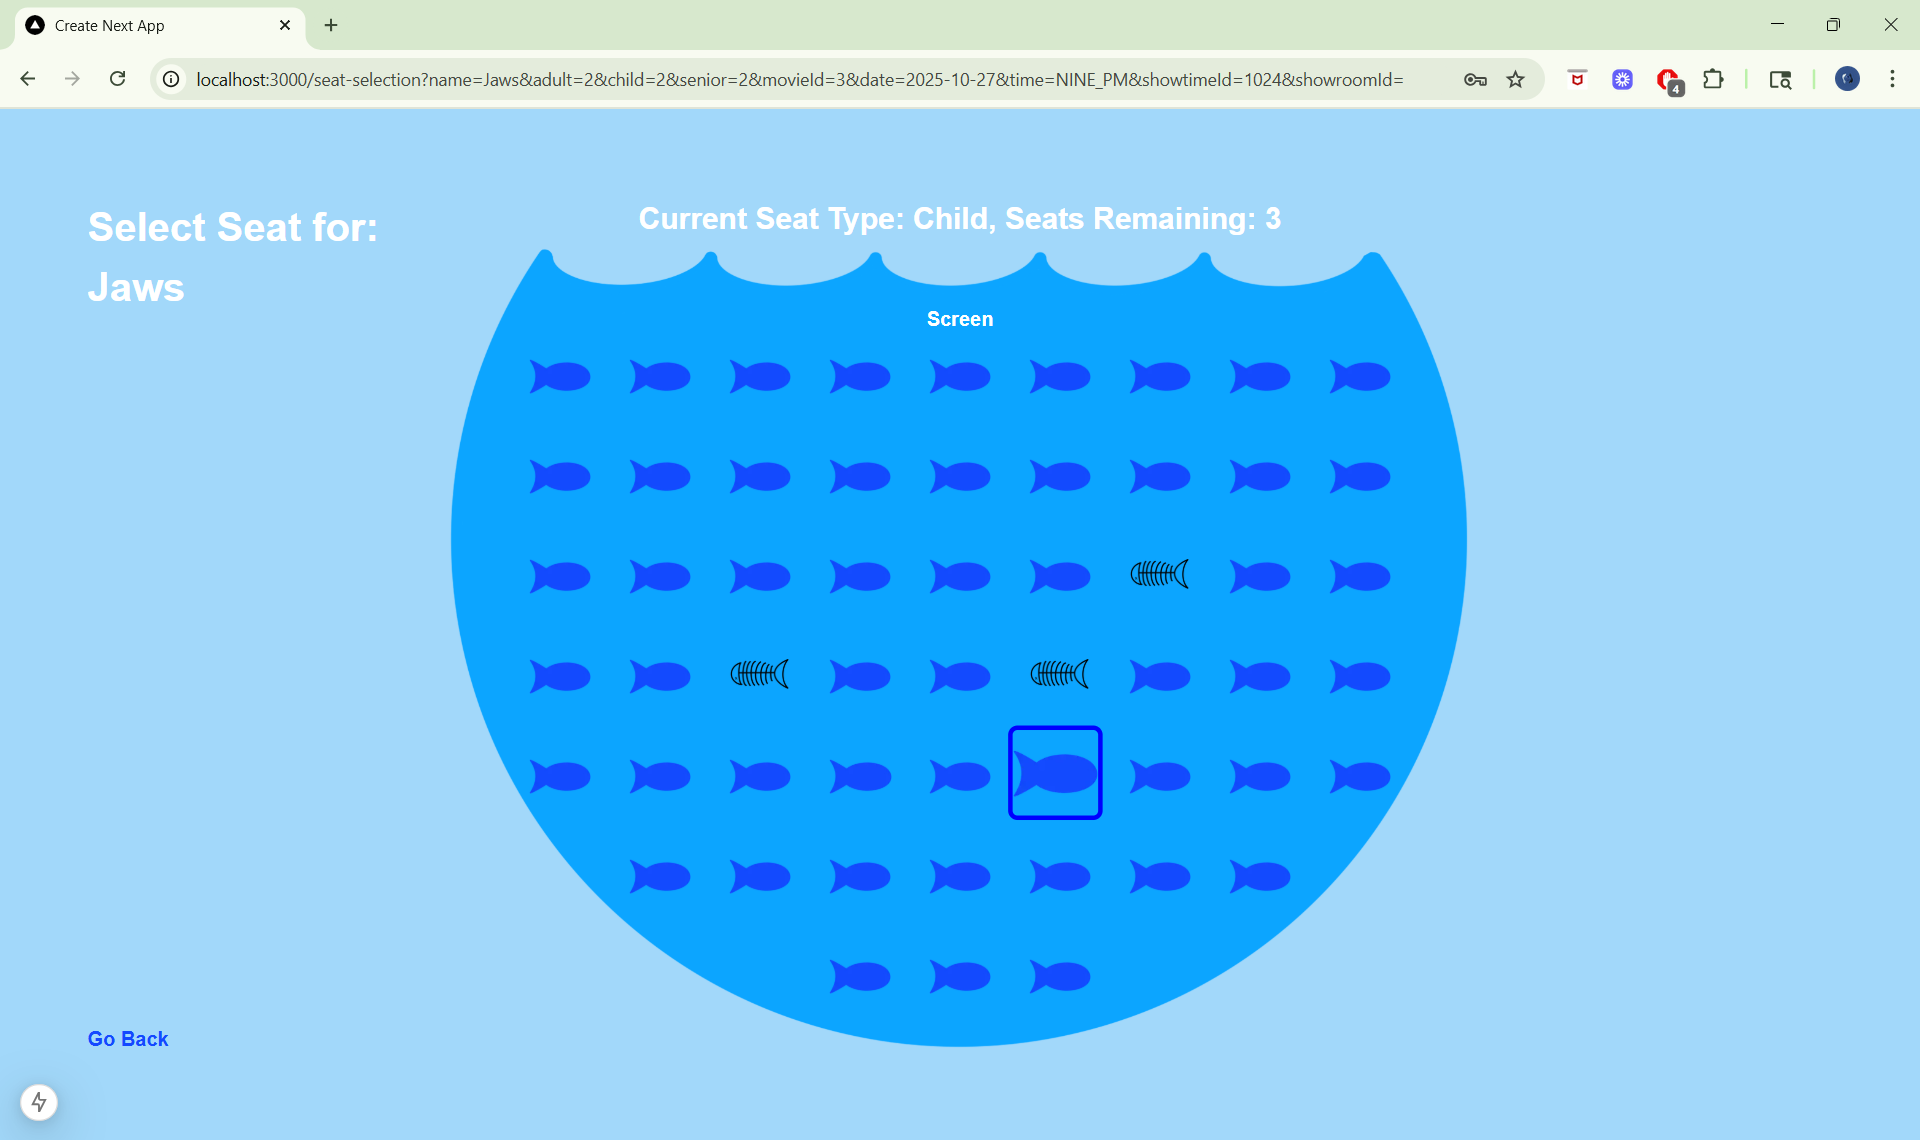 Create Next App
localhost:3000/seat-selection?name=Jaws&adult=2&child=2&senior=2&movieId=3&date=2025-10-27&time=NINE_PM&showtimeId=1024&showroomId=
4
Select Seat for:
Jaws
Current Seat Type: Child, Seats Remaining: 3
Screen
Go Back